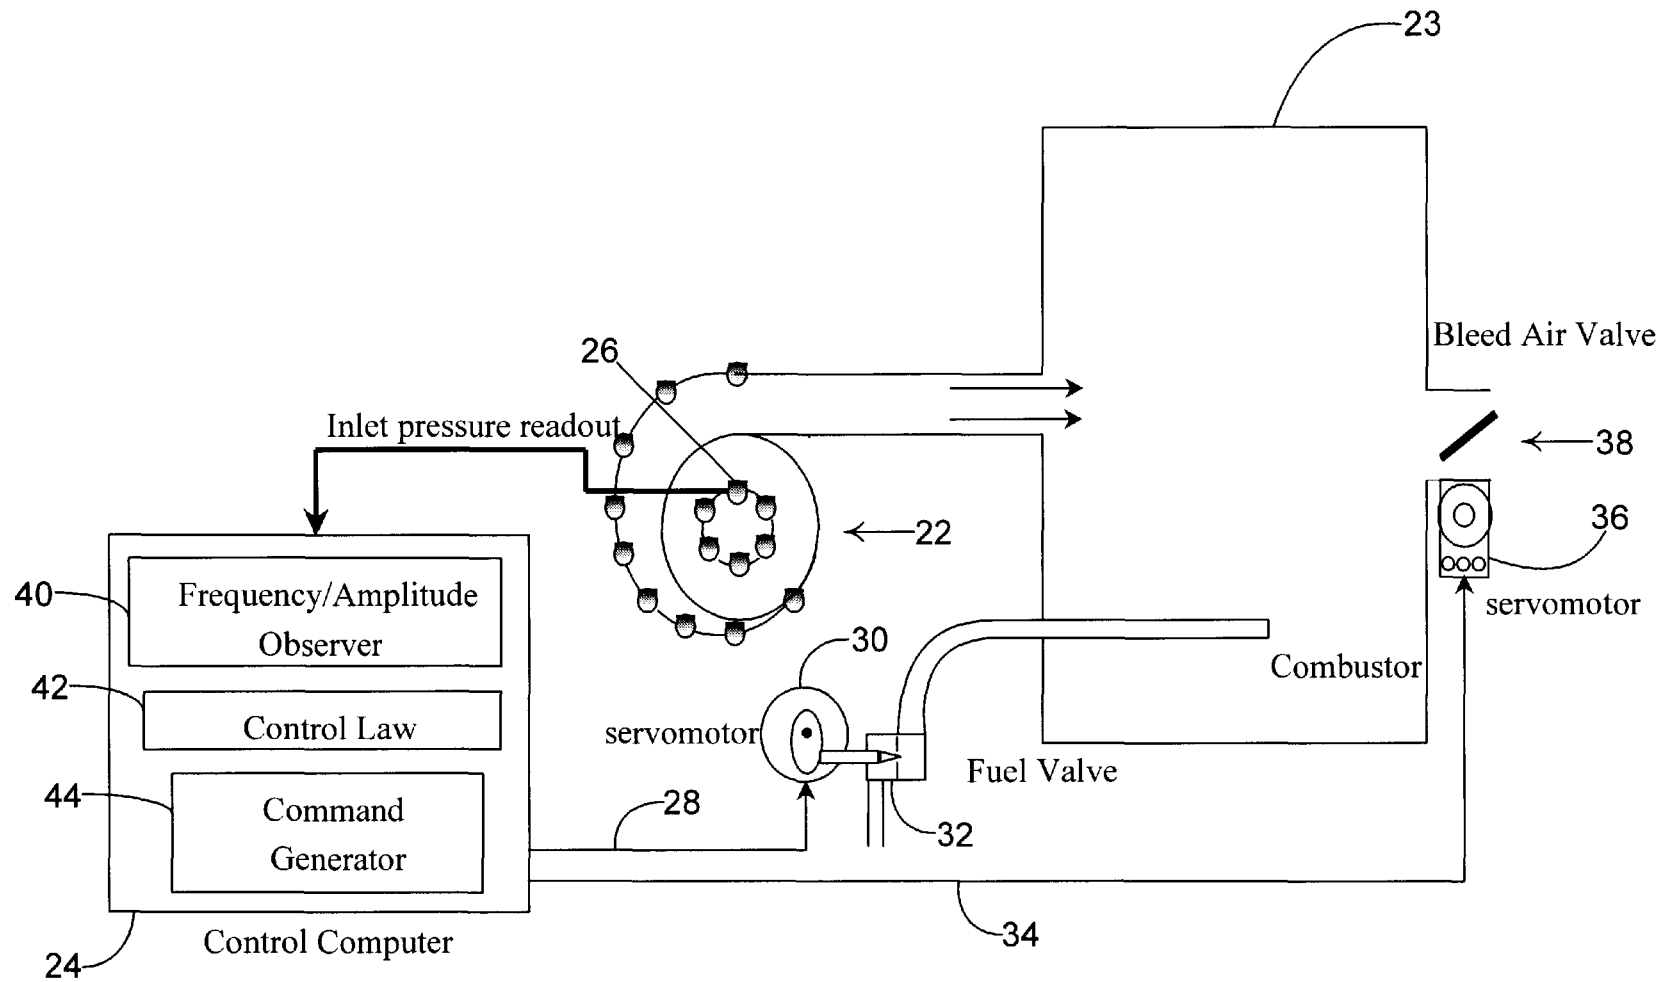 23
Bleed Air Valve
26
Inlet pressure readout
38
22
36
servomotor
40
Frequency/Amplitude
Observer
30
Combustor
42
Control Law
servomotor
Fuel Valve
44
Command
Generator
28
32
34
Control Computer
24